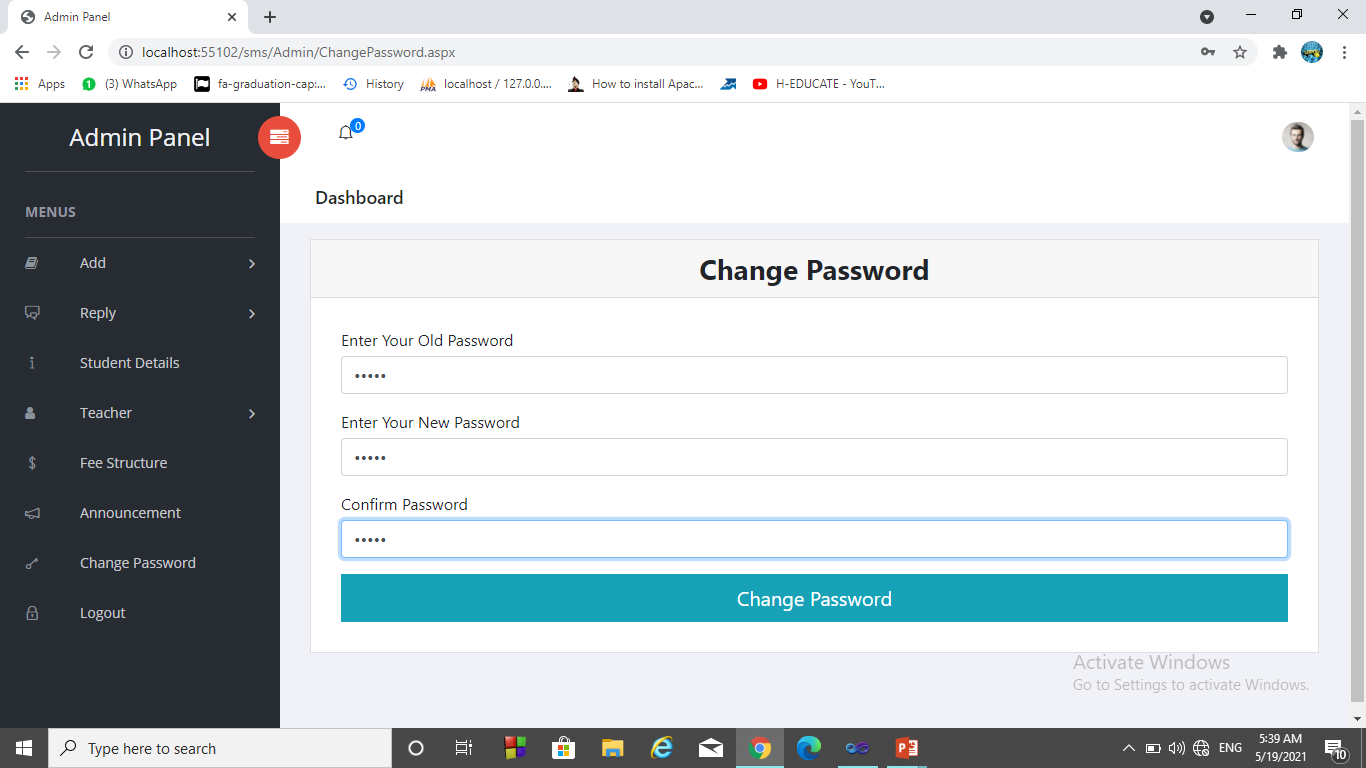 Admin Panel
localhost:55102/sms/Admin/ChangePassword.aspx
Apps
1
(3) WhatsApp
fa-graduation-cap:...
History
PMA
localhost / 127.0.0....
How to install Apac...
H-EDUCATE - YouT...
Admin Panel
0
Dashboard
MENUS
Add
Reply
Student Details
Teacher
$
Fee Structure
Announcement
Change Password
Logout
Change Password
Enter Your Old Password
•••••
Enter Your New Password
•••••
Confirm Password
•••••
Change Password
Activate Windows
Go to Settings to activate Windows.
Type here to search
ENG
5:39 AM
5/19/2021
10